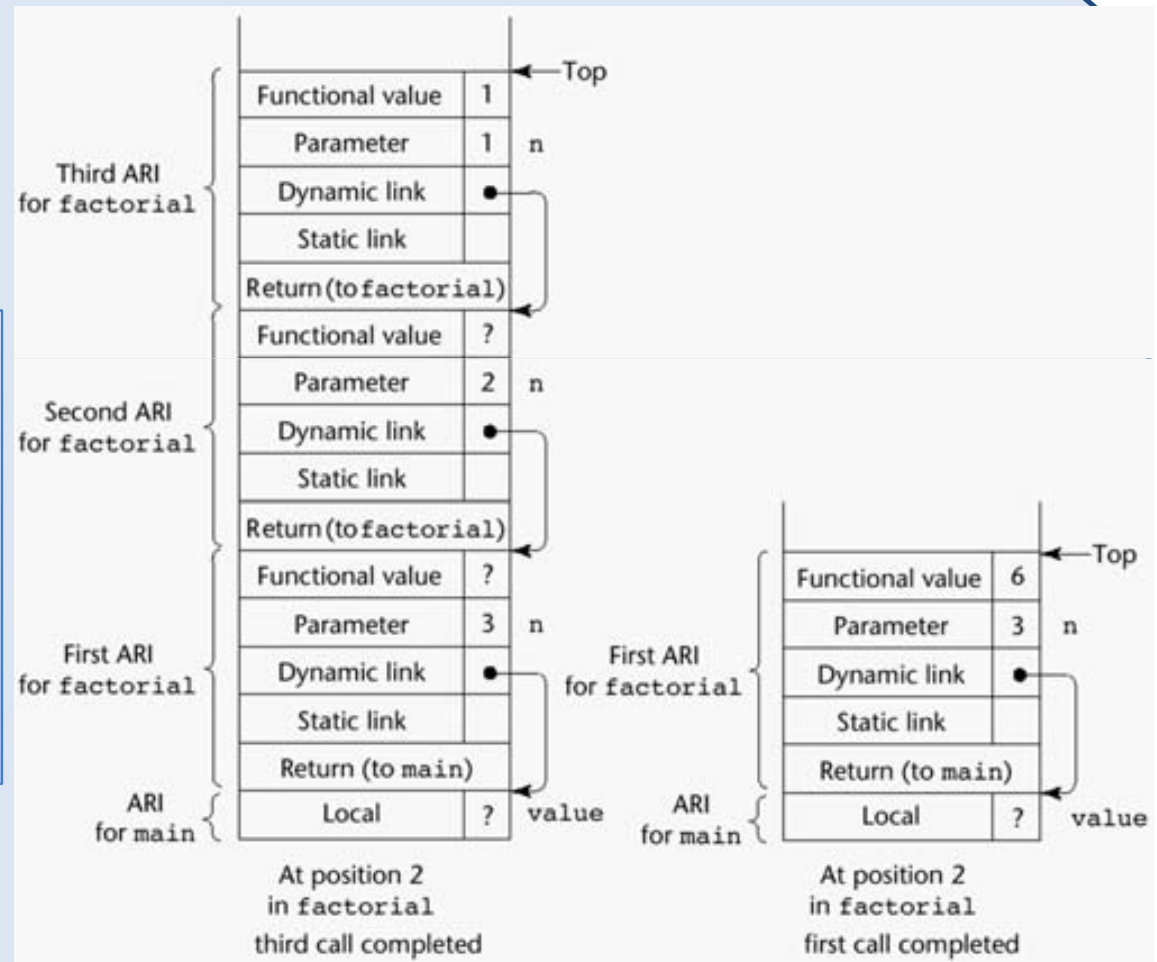 Top
Functional value 1
Parameter 1 n
Third ARI
for factorial
Dynamic link
Static link
Return (to factorial)
Functional value ?
Parameter 2 n
Second ARI
for factorial
Dynamic link
Static link
Return (to factorial)
Functional value ?
Parameter 3 n
First ARI
for factorial
Dynamic link
Static link
Return (to main)
ARI
for main
Local ? value
At position 2
in factorial
third call completed
Top
Functional value 6
Parameter 3 n
First ARI
for factorial
Dynamic link
Static link
Return (to main)
ARI
for main
Local ? value
At position 2
in factorial
first call completed